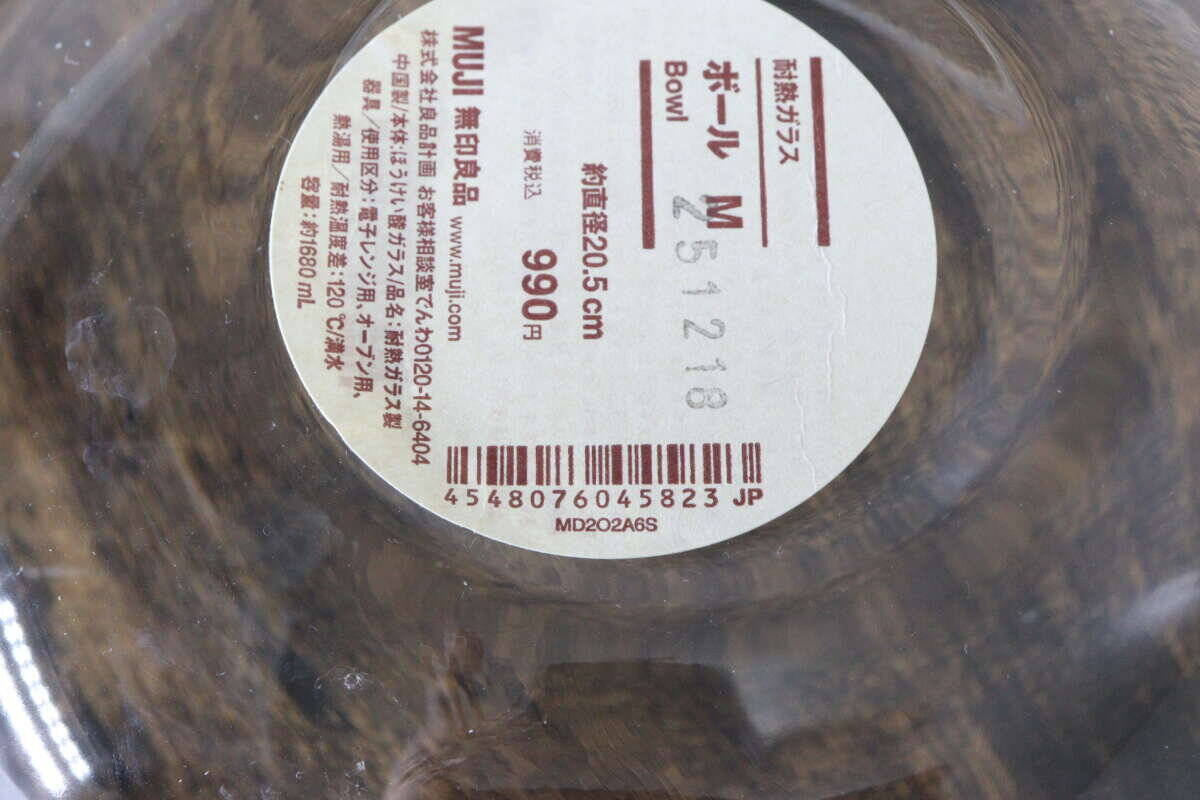 耐熱ガラス
ボール M
Bowl
251218
約直径20.5cm
消費税込 990円
MUJI 無印良品 www.muji.com
株式会社良品計画 お客様相談室でんわ0120-14-6404
中国製/本体:ほうけい酸ガラス/品名:耐熱ガラス製
器具/使用区分:電子レンジ用、オーブン用、
熱湯用/耐熱温度差:120℃/満水
容量:約1680mL
4548076045823 JP
MD2O2A6S